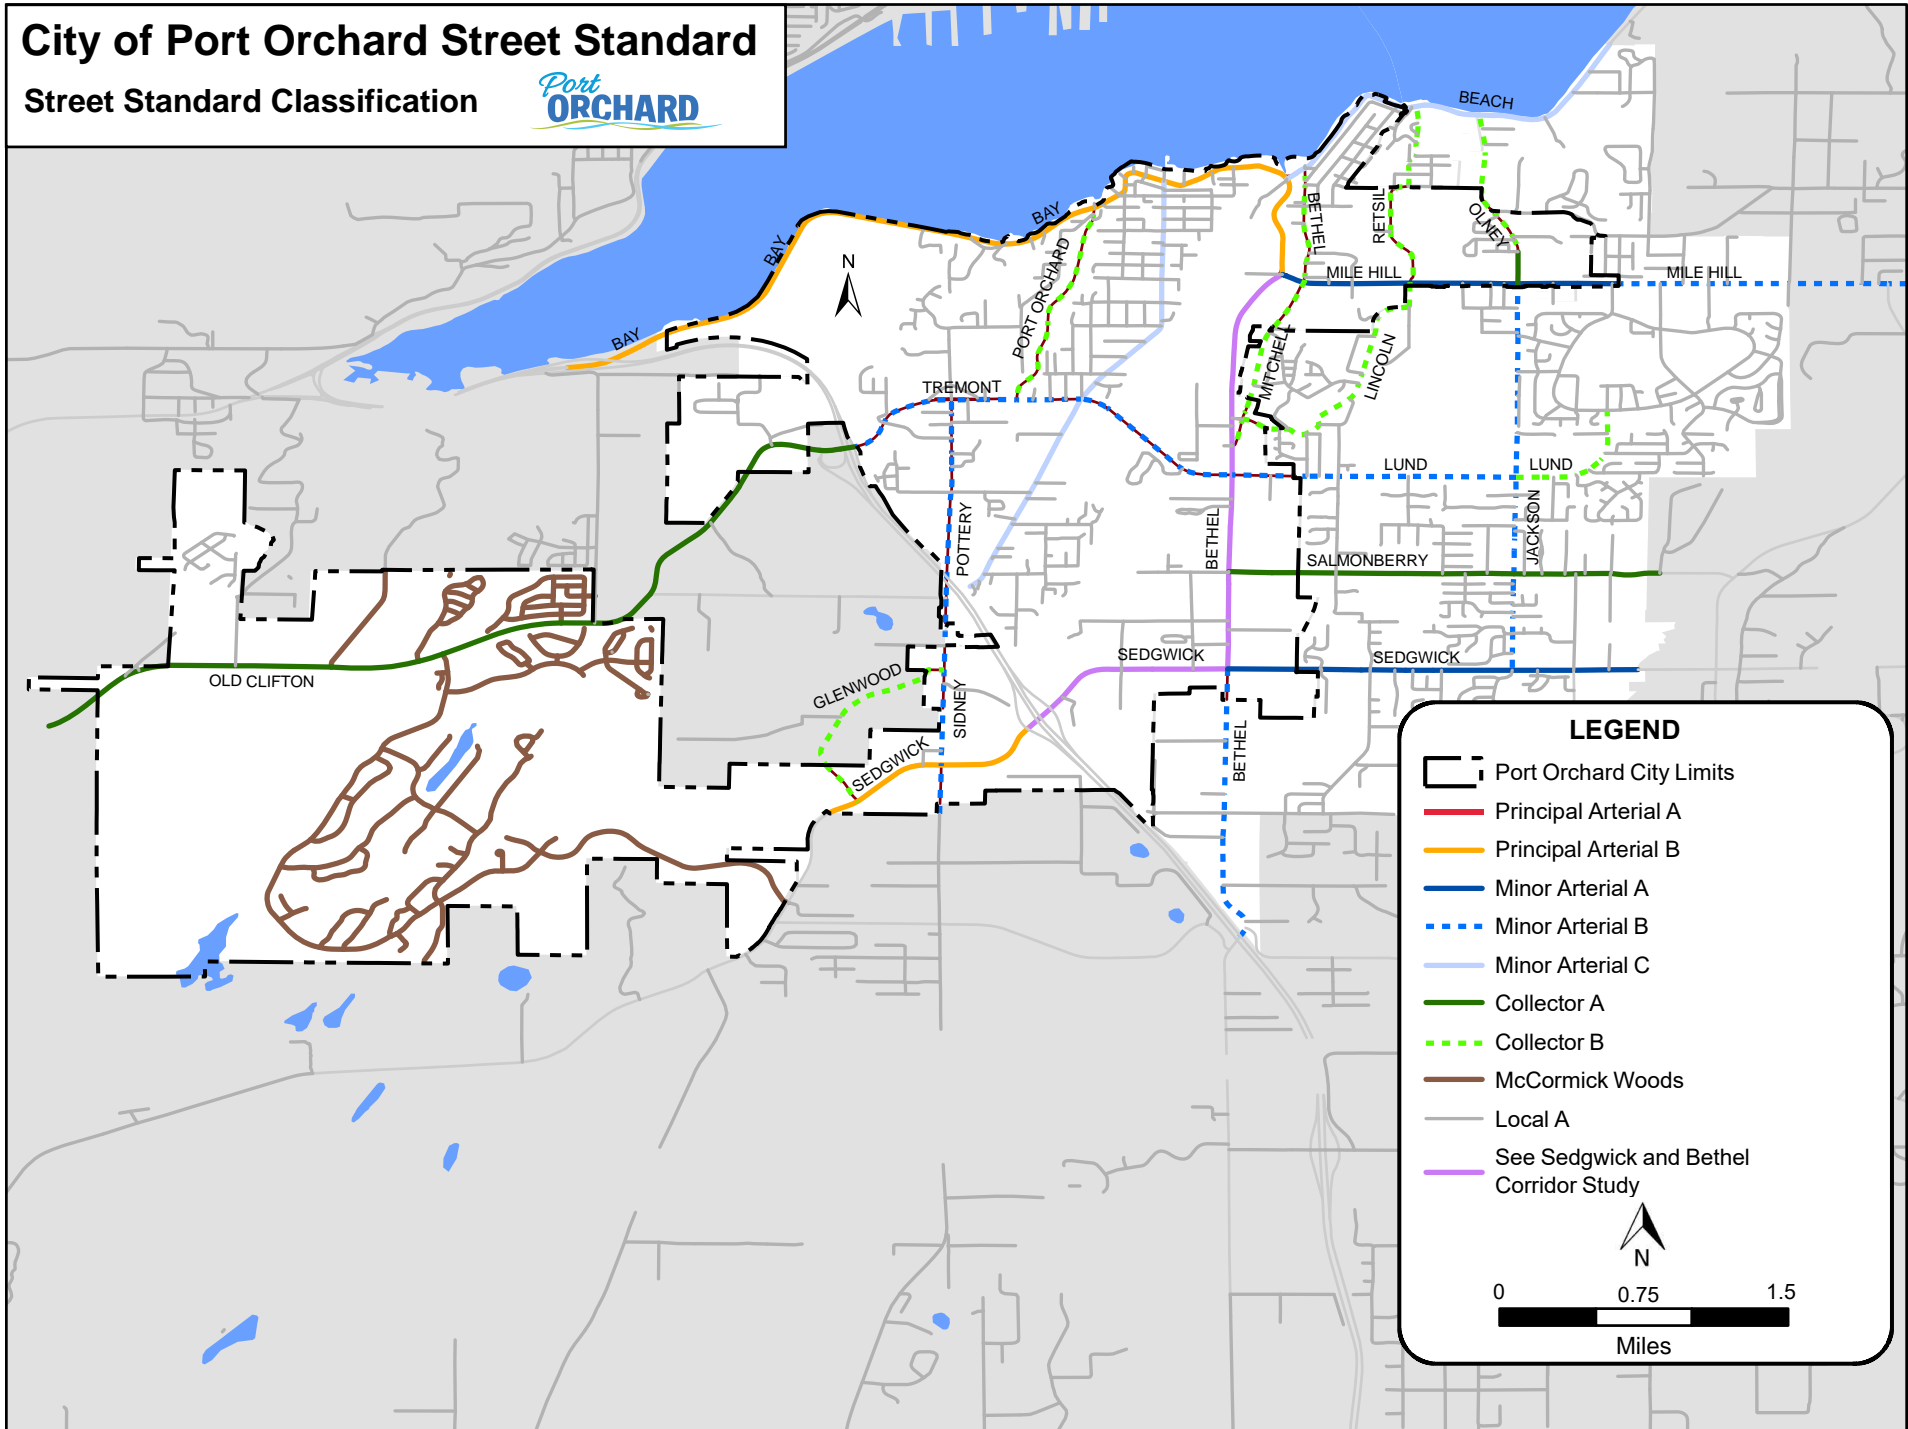 City of Port Orchard Street Standard
Street Standard Classification
Port
ORCHARD
BEACH
BAY
BAY
BAY
N
PORT ORCHARD
BETHEL
RETSIL
OLNEY
MILE HILL
MILE HILL
MITCHELL
LINCOLN
TREMONT
LUND
LUND
POTTERY
BETHEL
JACKSON
SALMONBERRY
SEDGWICK
SEDGWICK
OLD CLIFTON
GLENWOOD
SIDNEY
SEDGWICK
BETHEL
LEGEND
Port Orchard City Limits
Principal Arterial A
Principal Arterial B
Minor Arterial A
Minor Arterial B
Minor Arterial C
Collector A
Collector B
McCormick Woods
Local A
See Sedgwick and Bethel
Corridor Study
N
0 0.75 1.5
Miles